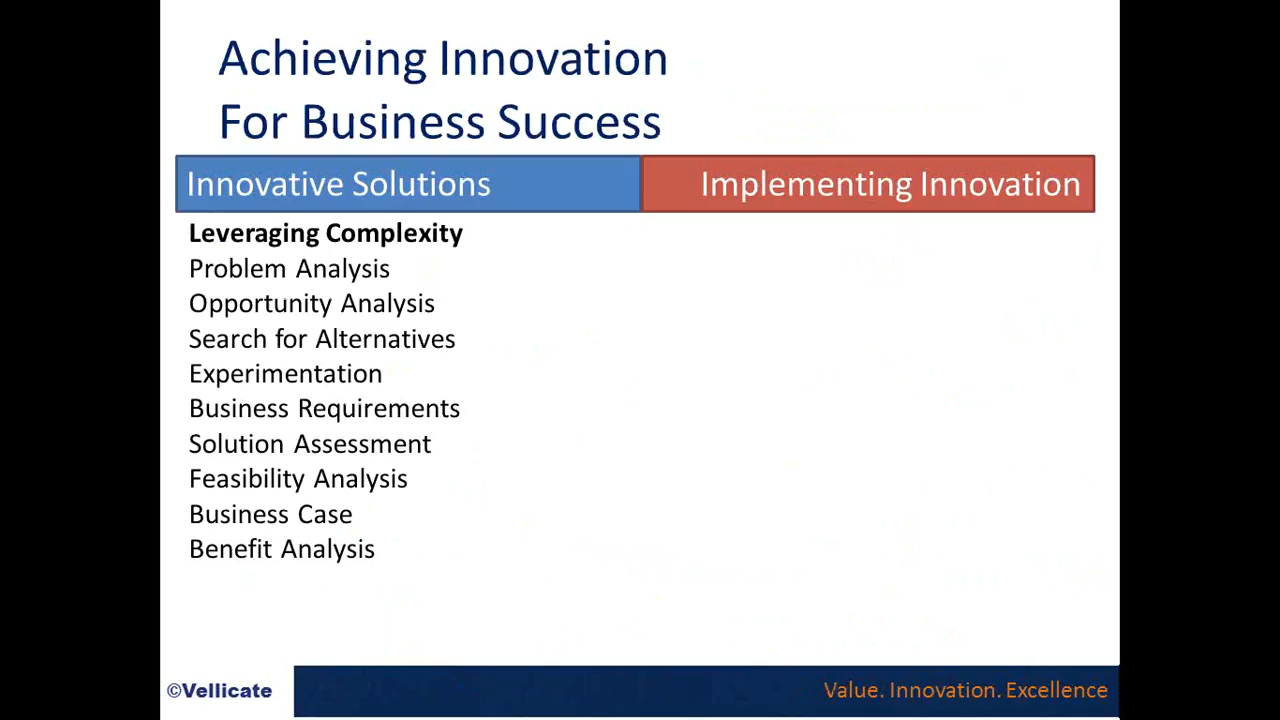 Achieving Innovation
For Business Success
Innovative Solutions
Implementing Innovation
Leveraging Complexity
Problem Analysis
Opportunity Analysis
Search for Alternatives
Experimentation
Business Requirements
Solution Assessment
Feasibility Analysis
Business Case
Benefit Analysis
©Vellicate
Value. Innovation. Excellence